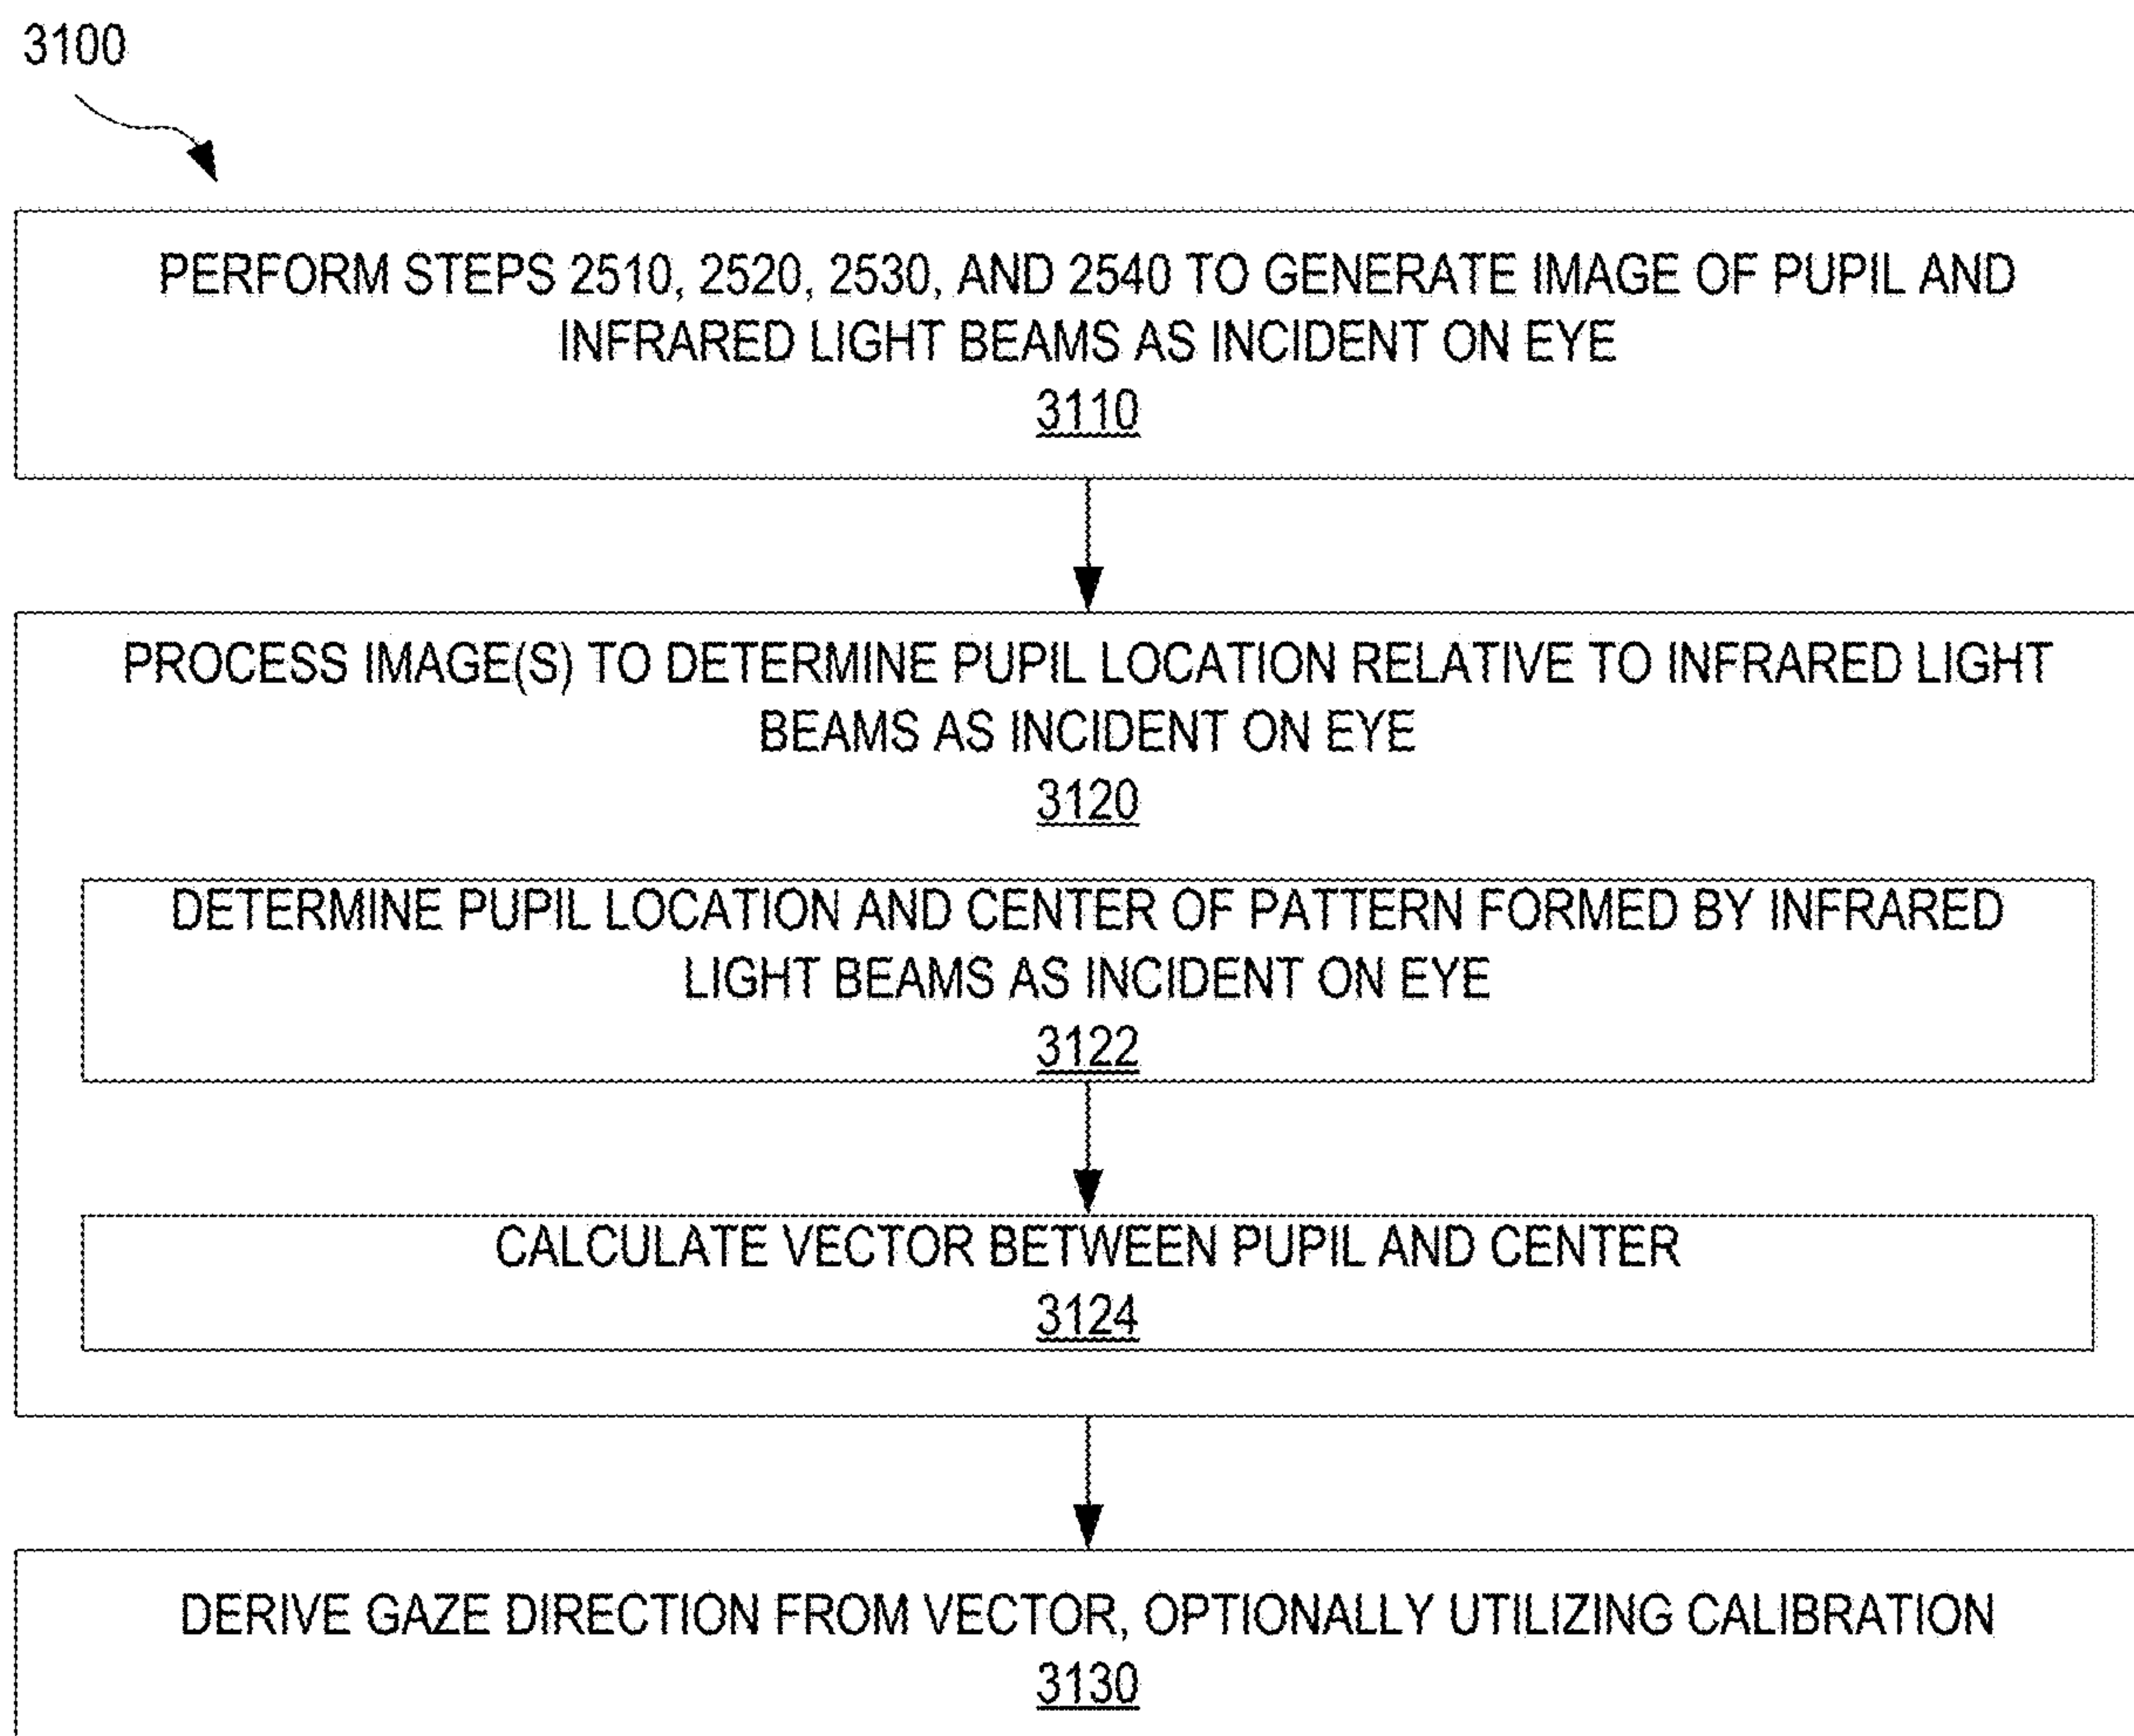 3100
PERFORM STEPS 2510, 2520, 2530, AND 2540 TO GENERATE IMAGE OF PUPIL AND
INFRARED LIGHT BEAMS AS INCIDENT ON EYE
3110
PROCESS IMAGE(S) TO DETERMINE PUPIL LOCATION RELATIVE TO INFRARED LIGHT
BEAMS AS INCIDENT ON EYE
3120
DETERMINE PUPIL LOCATION AND CENTER OF PATTERN FORMED BY INFRARED
LIGHT BEAMS AS INCIDENT ON EYE
3122
CALCULATE VECTOR BETWEEN PUPIL AND CENTER
3124
DERIVE GAZE DIRECTION FROM VECTOR, OPTIONALLY UTILIZING CALIBRATION
3130